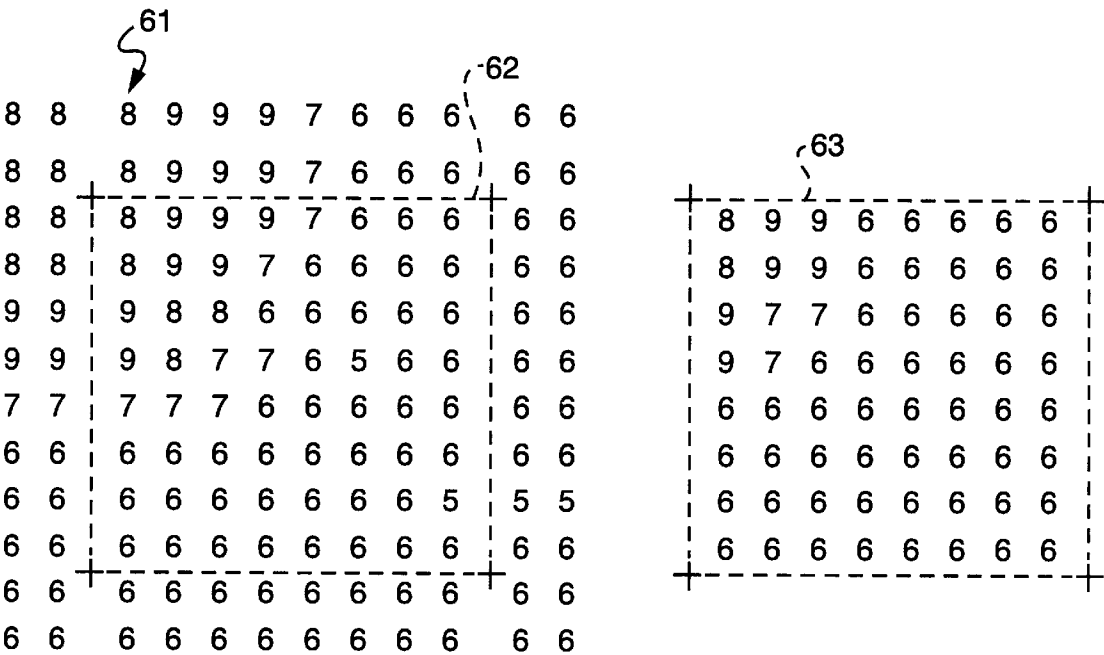 61
62
8 8 8 9 9 9 7 6 6 6 6 6
8 8 8 9 9 9 7 6 6 6 6 6
8 8 8 9 9 9 7 6 6 6 6 6
8 8 8 9 9 7 6 6 6 6 6 6
9 9 9 8 8 6 6 6 6 6 6 6
9 9 9 8 7 7 6 5 6 6 6 6
7 7 7 7 7 6 6 6 6 6 6 6
6 6 6 6 6 6 6 6 6 6 6 6
6 6 6 6 6 6 6 6 6 5 5 5
6 6 6 6 6 6 6 6 6 6 6 6
6 6 6 6 6 6 6 6 6 6 6 6
6 6 6 6 6 6 6 6 6 6 6 6
63
8 9 9 6 6 6 6 6
8 9 9 6 6 6 6 6
9 7 7 6 6 6 6 6
9 7 6 6 6 6 6 6
6 6 6 6 6 6 6 6
6 6 6 6 6 6 6 6
6 6 6 6 6 6 6 6
6 6 6 6 6 6 6 6